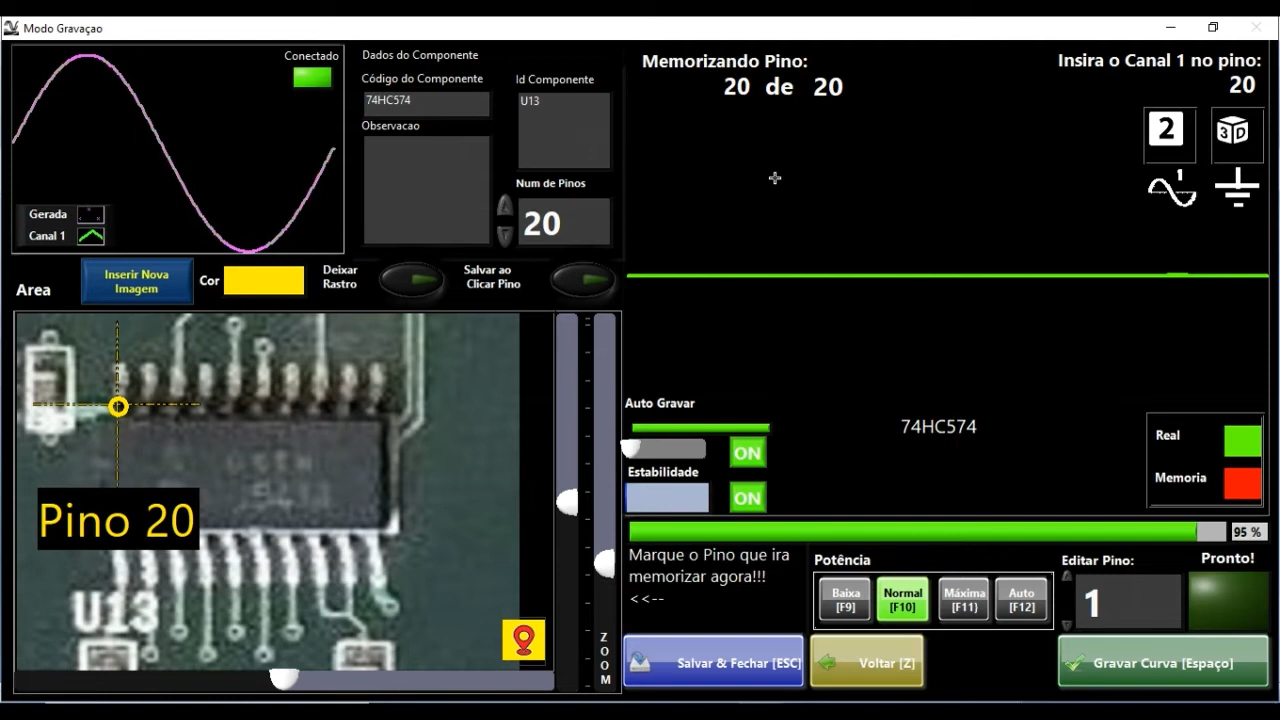 Modo Gravaçao
Conectado
Gerada
Canal 1
Dados do Componente
Código do Componente
74HC574
Observacao
Id Componente
U13
Num de Pinos
20
Area
Inserir Nova
Imagem
Cor
Deixar
Rastro
Salvar ao
Clicar Pino
Pino 20
U13
ZOOM
Memorizando Pino:
20 de 20
Insira o Canal 1 no pino:
20
2
3D
1
Auto Gravar
ON
Estabilidade
ON
74HC574
Real
Memoria
95 %
Marque o Pino que ira
memorizar agora!!!
<<--
Potência
Baixa
[F9]
Normal
[F10]
Máxima
[F11]
Auto
[F12]
Editar Pino:
1
Pronto!
Salvar & Fechar [ESC]
Voltar [Z]
Gravar Curva [Espaço]